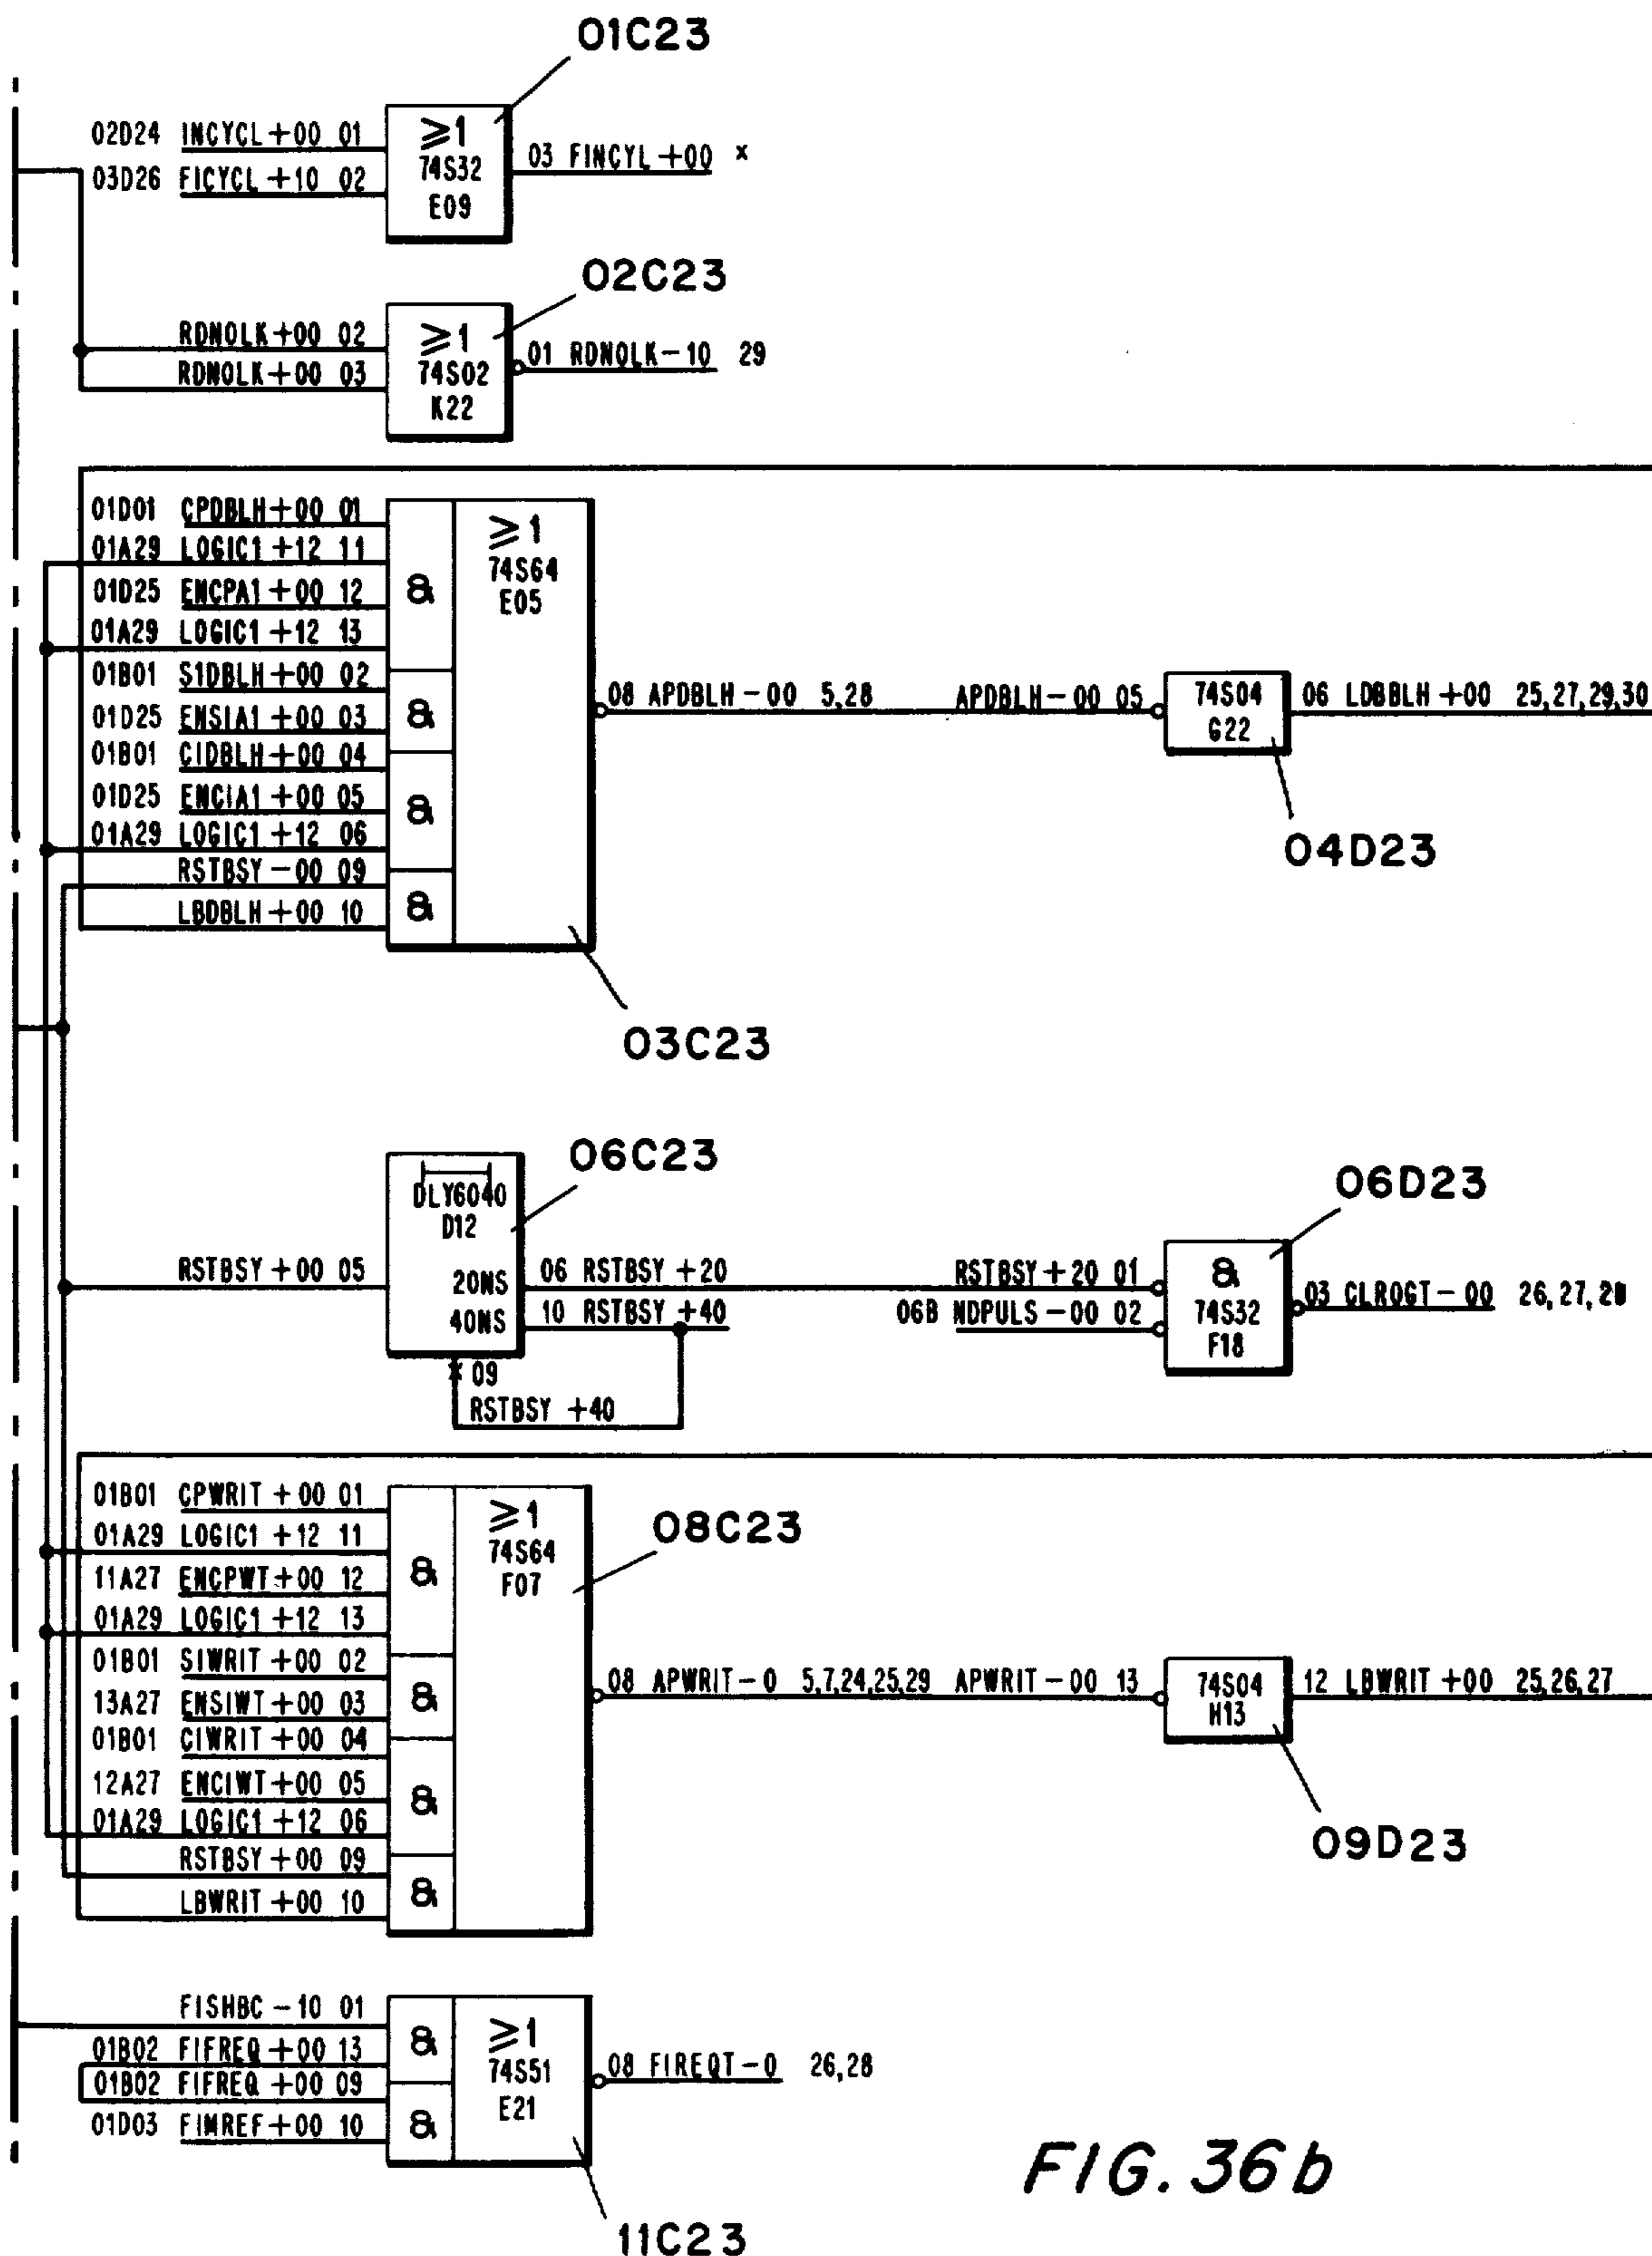 01C23
02D24 INCYCL+00 01
03D26 FICYCL+10 02
≥1
74S32
E09
03 FINCYL+00 x
02C23
RDNOLK+00 02
RDNOLK+00 03
≥1
74S02
K22
01 RDNOLK-10 29
01D01 CPDBLH+00 01
01A29 LOGIC1+12 11
01D25 ENCPA1+00 12
01A29 LOGIC1+12 13
01B01 SIDBLH+00 02
01D25 ENSIA1+00 03
01B01 CIDBLH+00 04
01D25 ENCIA1+00 05
01A29 LOGIC1+12 06
RSTBSY-00 09
LBDBLH+00 10
&
&
&
&
≥1
74S64
E05
08 APDBLH-00 5,28
APDBLH-00 05
74S04
G22
06 LDBBLH+00 25,27,29,30
04D23
03C23
06C23
DLY6040
D12
20NS
40NS
RSTBSY+00 05
06 RSTBSY+20
10 RSTBSY+40
x 09
RSTBSY +40
06D23
RSTBSY+20 01
06B NDPULS-00 02
&
74S32
F18
03 CLROGT-00 26,27,28
01B01 CPWRIT+00 01
01A29 LOGIC1+12 11
11A27 ENCPWT+00 12
01A29 LOGIC1+12 13
01B01 SIWRIT+00 02
13A27 ENSIWT+00 03
01B01 CIWRIT+00 04
12A27 ENCIWT+00 05
01A29 LOGIC1+12 06
RSTBSY+00 09
LBWRIT+00 10
&
&
&
&
≥1
74S64
F07
08C23
08 APWRIT-0 5,7,24,25,29
APWRIT-00 13
74S04
H13
12 LBWRIT+00 25,26,27
09D23
FISHBC-10 01
01B02 FIFREQ+00 13
01B02 FIFREQ+00 09
01D03 FIMREF+00 10
&
&
≥1
74S51
E21
08 FIREQT-0 26,28
11C23
FIG. 36b